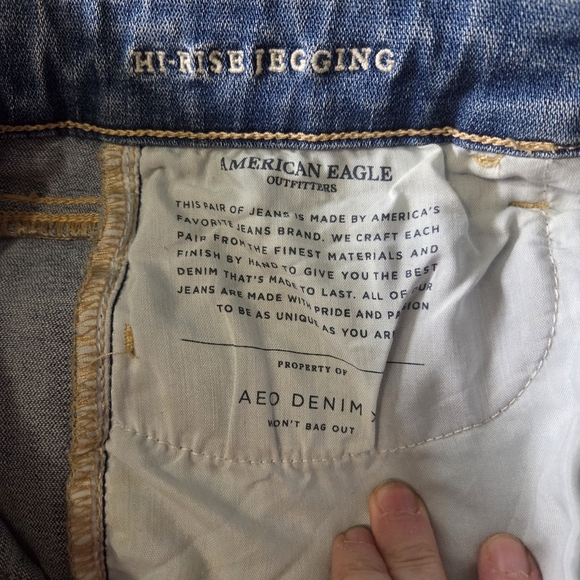 HI-RISE JEGGING
AMERICAN EAGLE
OUTFITTERS
THIS PAIR OF JEANS IS MADE BY AMERICA'S
FAVORITE JEANS BRAND. WE CRAFT EACH
PAIR FROM THE FINEST MATERIALS AND
FINISH BY HAND TO GIVE YOU THE BEST
DENIM THAT'S MADE TO LAST. ALL OF OUR
JEANS ARE MADE WITH PRIDE AND PASSION
TO BE AS UNIQUE AS YOU ARE
PROPERTY OF
AEO DENIM X
WON'T BAG OUT